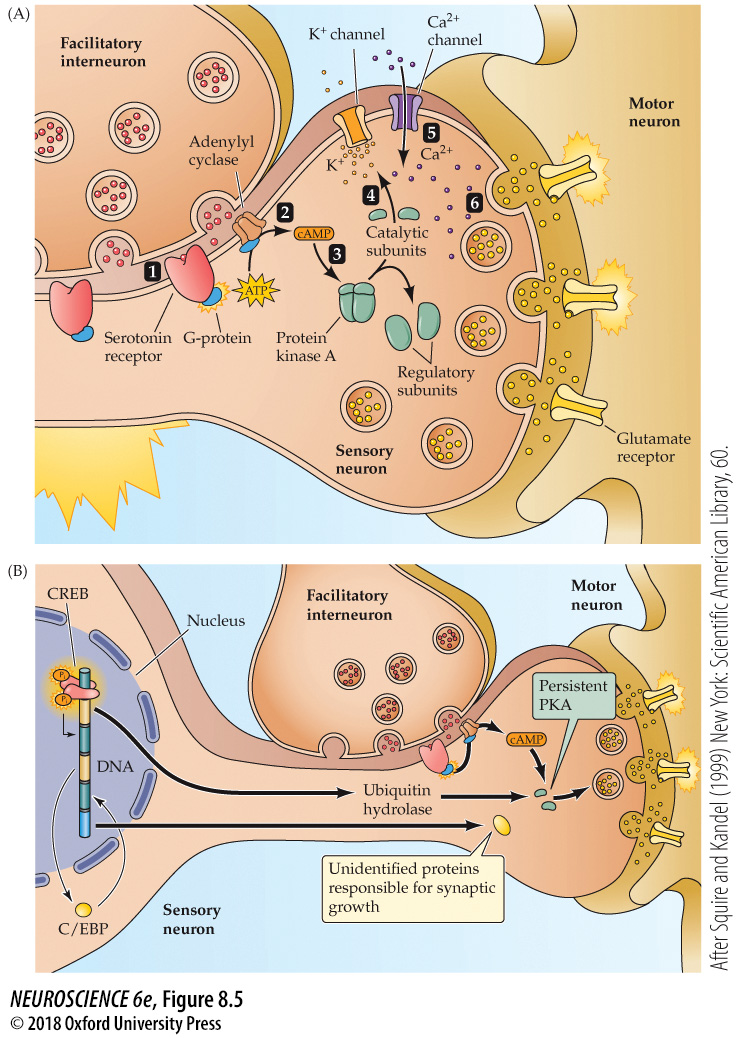 (A)
Facilitatory
interneuron
K+ channel
Ca2+
channel
Motor
neuron
Adenylyl
cyclase
5
K+
Ca2+
2
4
6
cAMP
Catalytic
subunits
1
3
ATP
Serotonin
receptor
G-protein
Protein
kinase A
Regulatory
subunits
Sensory
neuron
Glutamate
receptor
(B)
CREB
Nucleus
Facilitatory
interneuron
Motor
neuron
Pi
Pi
Persistent
PKA
cAMP
DNA
Ubiquitin
hydrolase
Unidentified proteins
responsible for synaptic
growth
C/EBP
Sensory
neuron
After Squire and Kandel (1999) New York: Scientific American Library, 60.
NEUROSCIENCE 6e, Figure 8.5
© 2018 Oxford University Press